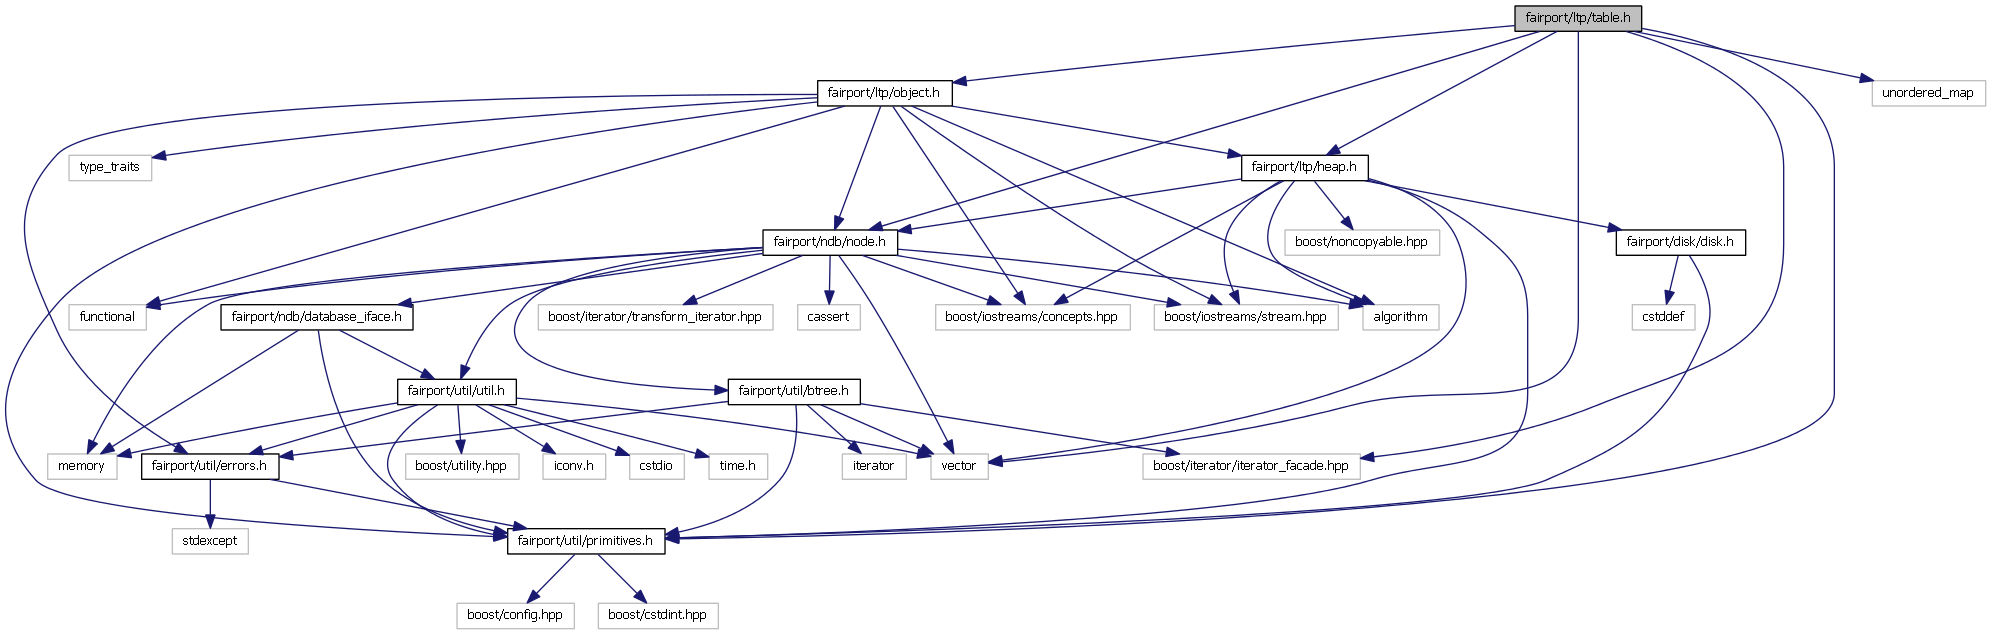 fairport/ltp/table.h
fairport/ltp/object.h
unordered_map
type_traits
fairport/ltp/heap.h
fairport/ndb/node.h
boost/noncopyable.hpp
fairport/disk/disk.h
functional
fairport/ndb/database_iface.h
boost/iterator/transform_iterator.hpp
cassert
boost/iostreams/concepts.hpp
boost/iostreams/stream.hpp
algorithm
cstddef
fairport/util/util.h
fairport/util/btree.h
memory
fairport/util/errors.h
boost/utility.hpp
iconv.h
cstdio
time.h
iterator
vector
boost/iterator/iterator_facade.hpp
stdexcept
fairport/util/primitives.h
boost/config.hpp
boost/cstdint.hpp